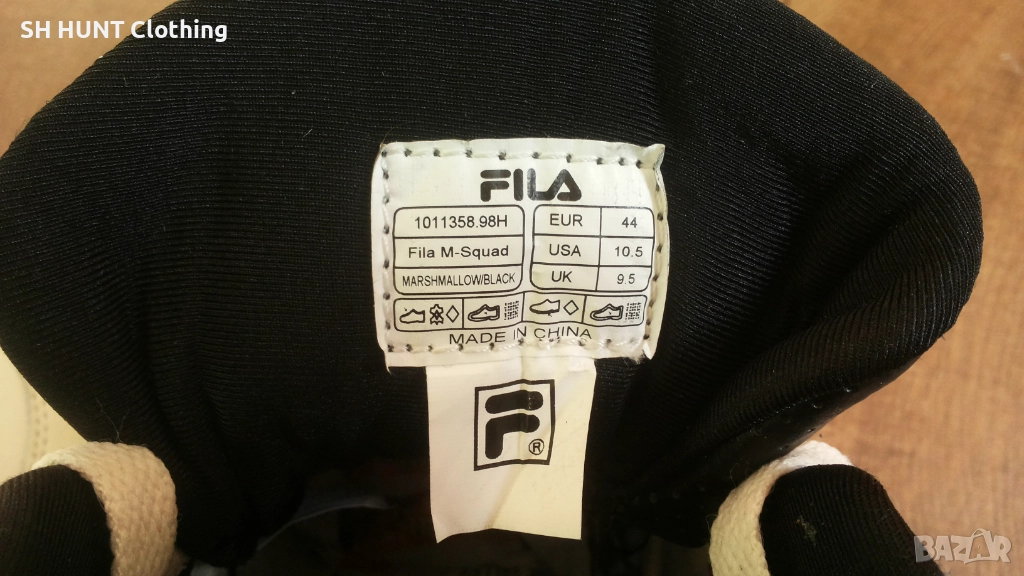 SH HUNT Clothing
FILA
1011358.98H
Fila M-Squad
MARSHMALLOW/BLACK
EUR 44
USA 10.5
UK 9.5
MADE IN CHINA
F ®
BAZAR